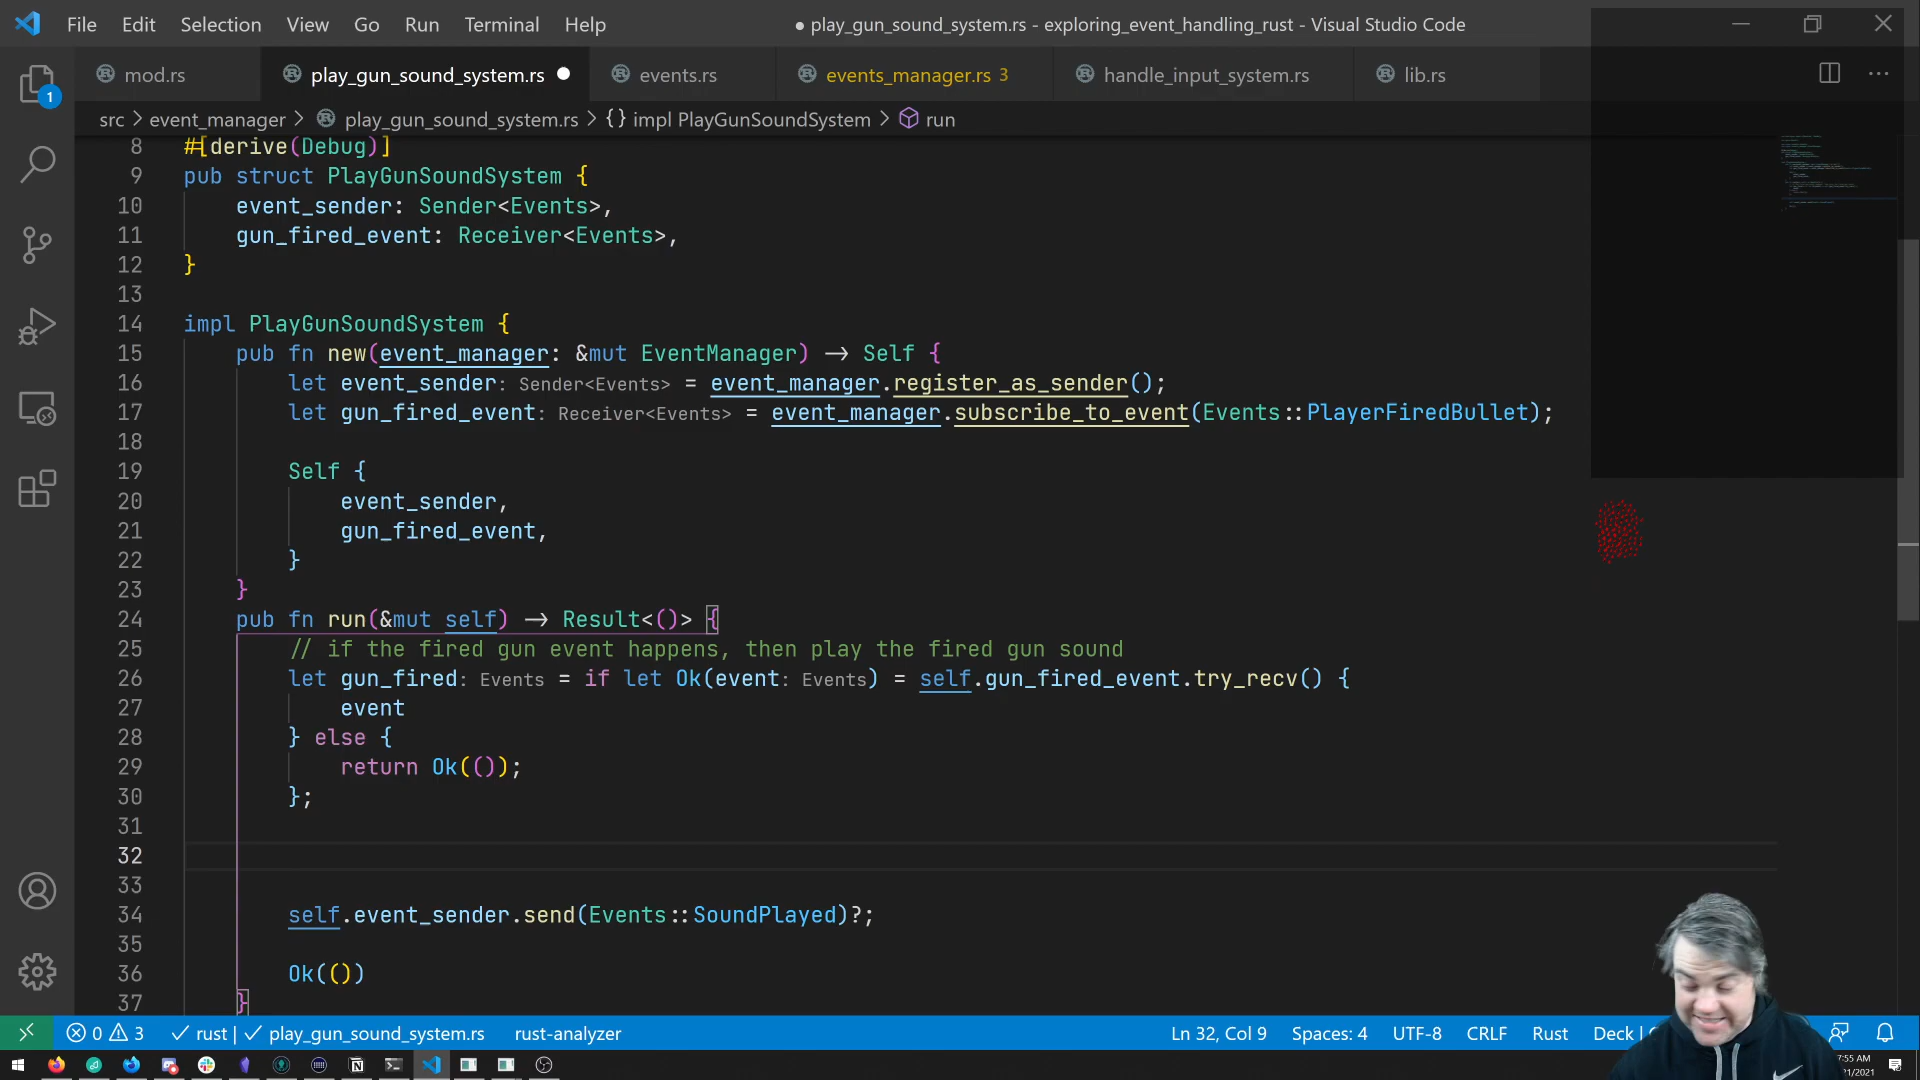 File Edit Selection View Go Run Terminal Help
● play_gun_sound_system.rs - exploring_event_handling_rust - Visual Studio Code
mod.rs play_gun_sound_system.rs events.rs events_manager.rs 3 handle_input_system.rs lib.rs
1
src > event_manager > play_gun_sound_system.rs > {} impl PlayGunSoundSystem > run
8 #[derive(Debug)]
9 pub struct PlayGunSoundSystem {
10 event_sender: Sender<Events>,
11 gun_fired_event: Receiver<Events>,
12 }
13
14 impl PlayGunSoundSystem {
15 pub fn new(event_manager: &mut EventManager) -> Self {
16 let event_sender: Sender<Events> = event_manager.register_as_sender();
17 let gun_fired_event: Receiver<Events> = event_manager.subscribe_to_event(Events::PlayerFiredBullet);
18
19 Self {
20 event_sender,
21 gun_fired_event,
22 }
23 }
24 pub fn run(&mut self) -> Result<()> {
25 // if the fired gun event happens, then play the fired gun sound
26 let gun_fired: Events = if let Ok(event: Events) = self.gun_fired_event.try_recv() {
27 event
28 } else {
29 return Ok(());
30 };
31
32
33
34 self.event_sender.send(Events::SoundPlayed)?;
35
36 Ok(())
37 }
0 3 rust | play_gun_sound_system.rs rust-analyzer Ln 32, Col 9 Spaces: 4 UTF-8 CRLF Rust Deck |
7:55 AM